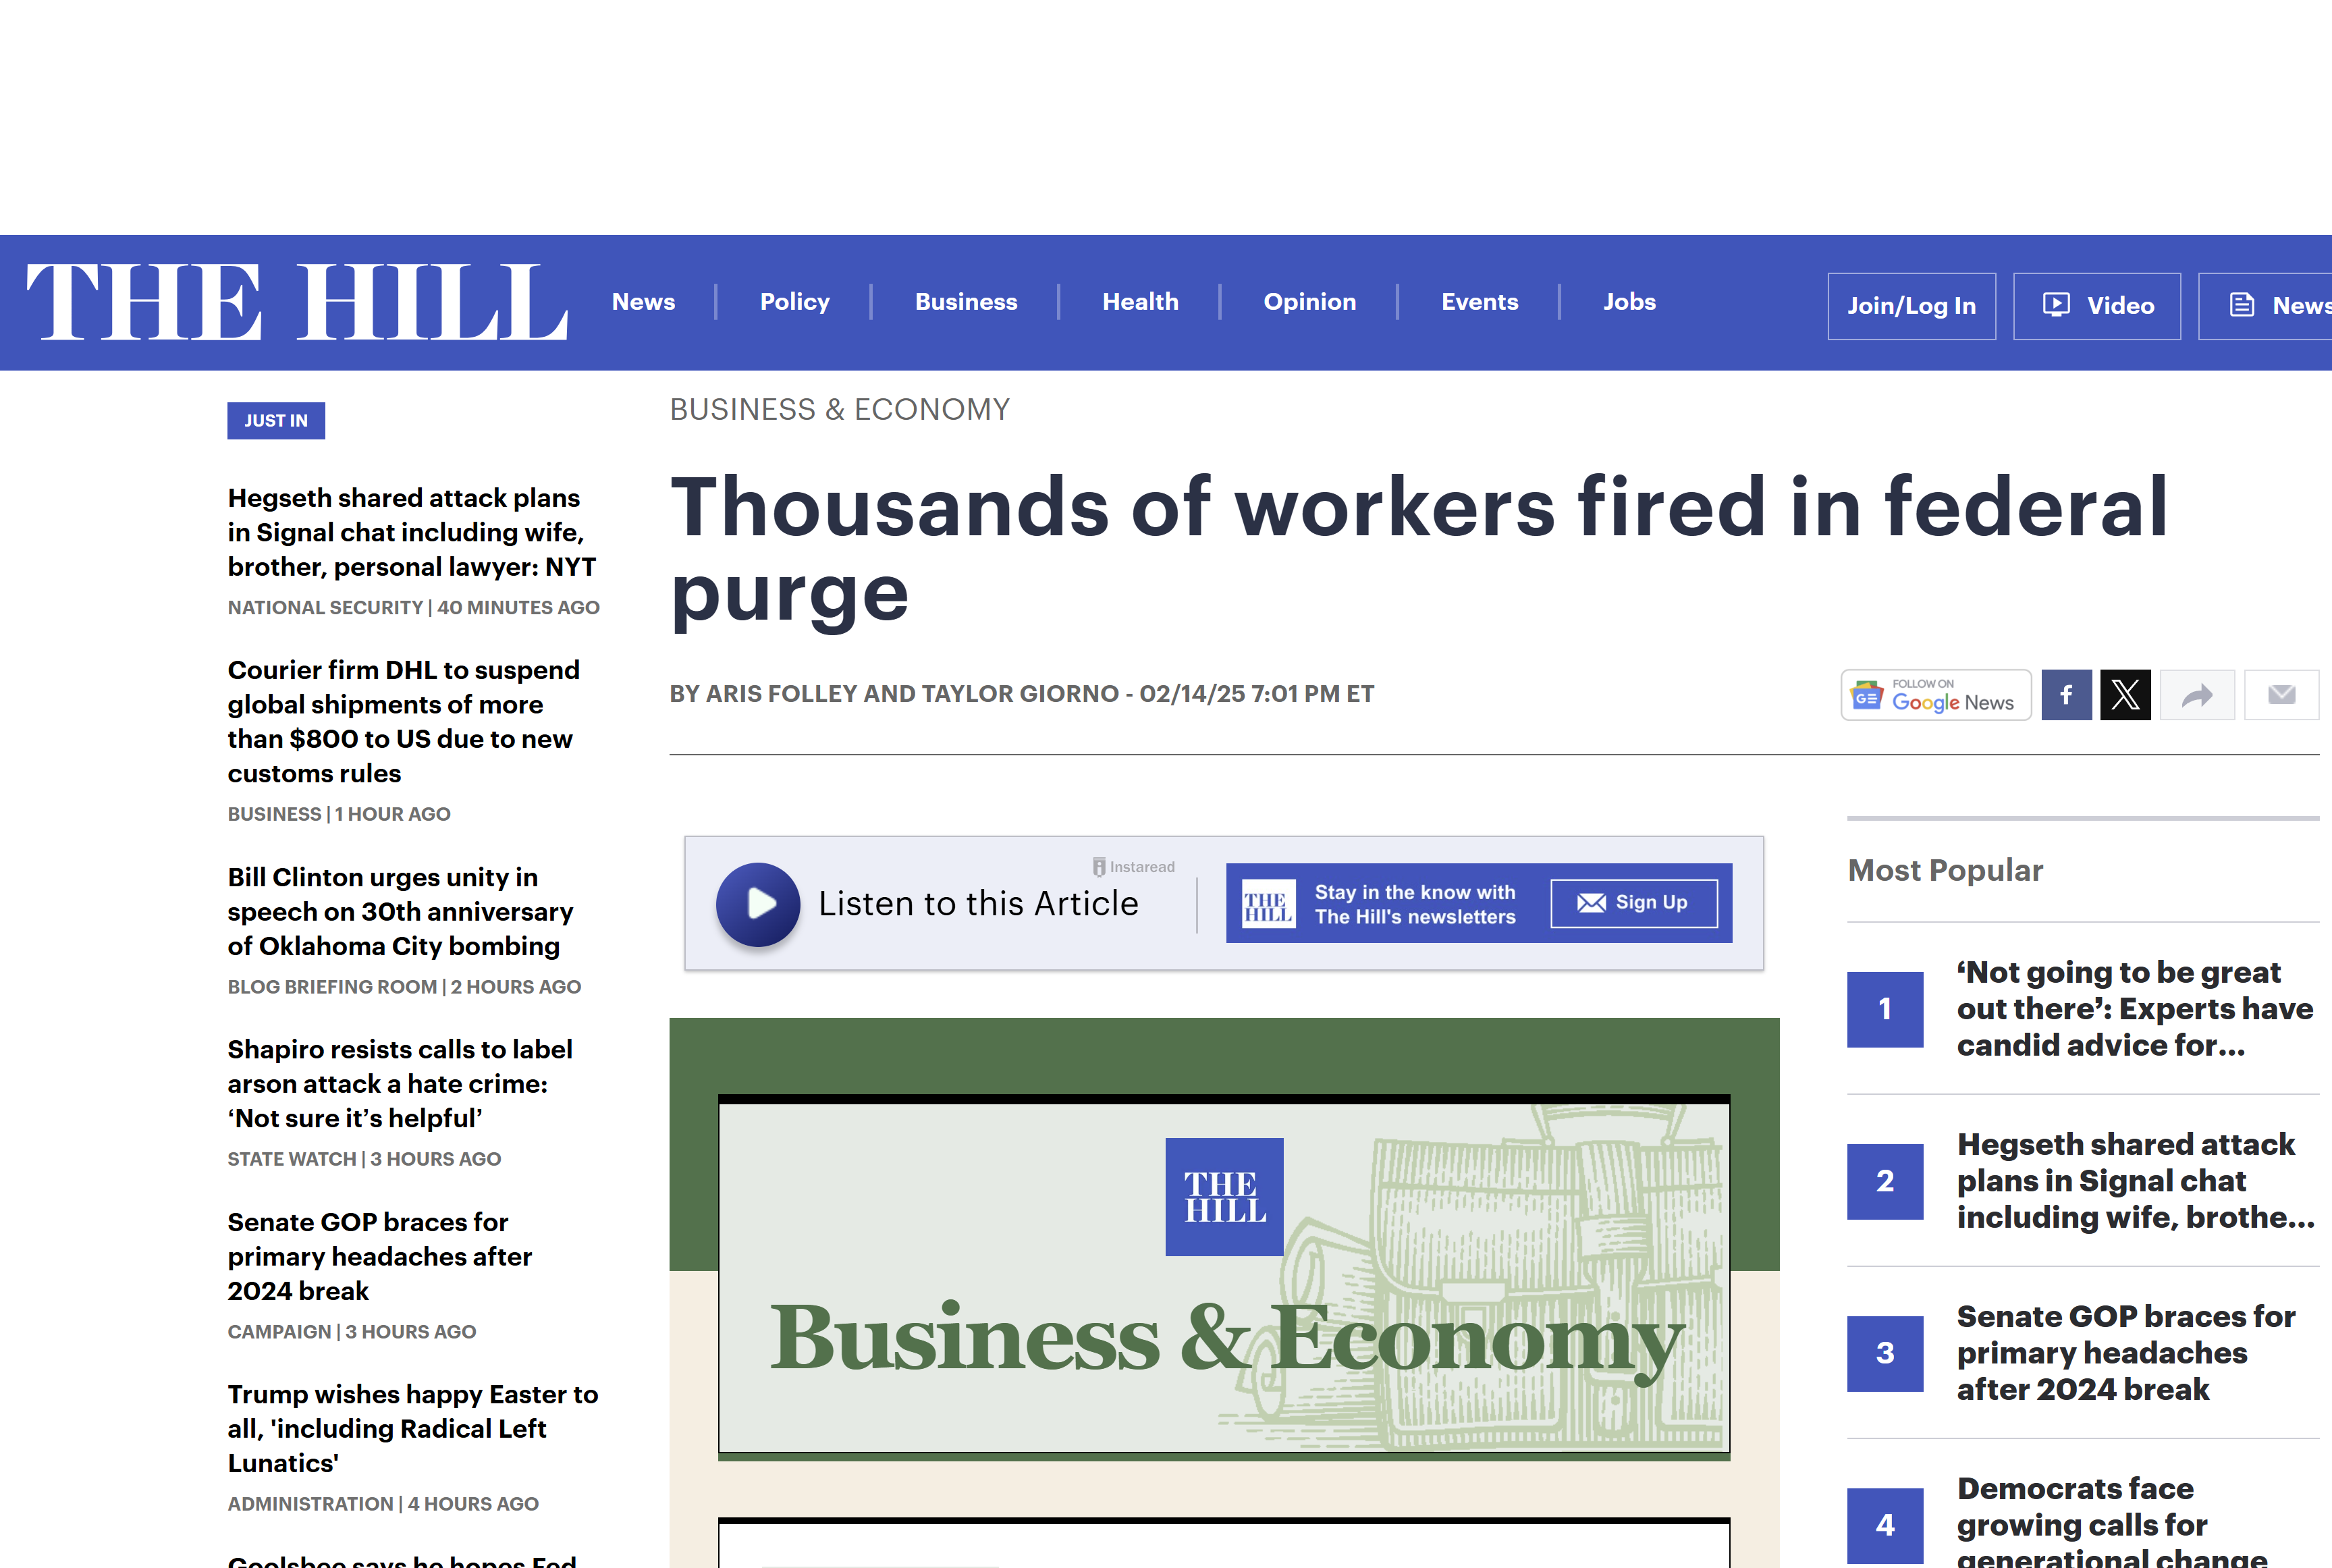 THE HILL
News
Policy
Business
Health
Opinion
Events
Jobs
Join/Log In
Video
News
JUST IN
Hegseth shared attack plans
in Signal chat including wife,
brother, personal lawyer: NYT
NATIONAL SECURITY | 40 MINUTES AGO
Courier firm DHL to suspend
global shipments of more
than $800 to US due to new
customs rules
BUSINESS | 1 HOUR AGO
Bill Clinton urges unity in
speech on 30th anniversary
of Oklahoma City bombing
BLOG BRIEFING ROOM | 2 HOURS AGO
Shapiro resists calls to label
arson attack a hate crime:
‘Not sure it’s helpful’
STATE WATCH | 3 HOURS AGO
Senate GOP braces for
primary headaches after
2024 break
CAMPAIGN | 3 HOURS AGO
Trump wishes happy Easter to
all, 'including Radical Left
Lunatics'
ADMINISTRATION | 4 HOURS AGO
Goolsbee says he hopes Fed
BUSINESS & ECONOMY
Thousands of workers fired in federal
purge
BY ARIS FOLLEY AND TAYLOR GIORNO - 02/14/25 7:01 PM ET
FOLLOW ON
Google News
Instaread
Listen to this Article
THE
HILL
Stay in the know with
The Hill's newsletters
Sign Up
THE
HILL
Business & Economy
Most Popular
1
‘Not going to be great
out there’: Experts have
candid advice for...
2
Hegseth shared attack
plans in Signal chat
including wife, brothe...
3
Senate GOP braces for
primary headaches
after 2024 break
4
Democrats face
growing calls for
generational change